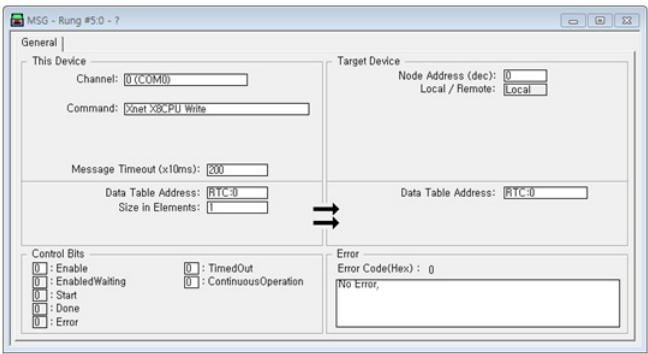 MSG - Rung #5:0 - ?
General
This Device
Channel: 0 (COM0)
Command: Xnet X8CPU Write
Message Timeout (x10ms): 200
Data Table Address: RTC:0
Size in Elements: 1
Target Device
Node Address (dec): 0
Local / Remote: Local
Data Table Address: RTC:0
Control Bits
0 : Enable
0 : EnabledWaiting
0 : Start
0 : Done
0 : Error
0 : TimedOut
0 : ContinuousOperation
Error
Error Code(Hex) : 0
No Error,